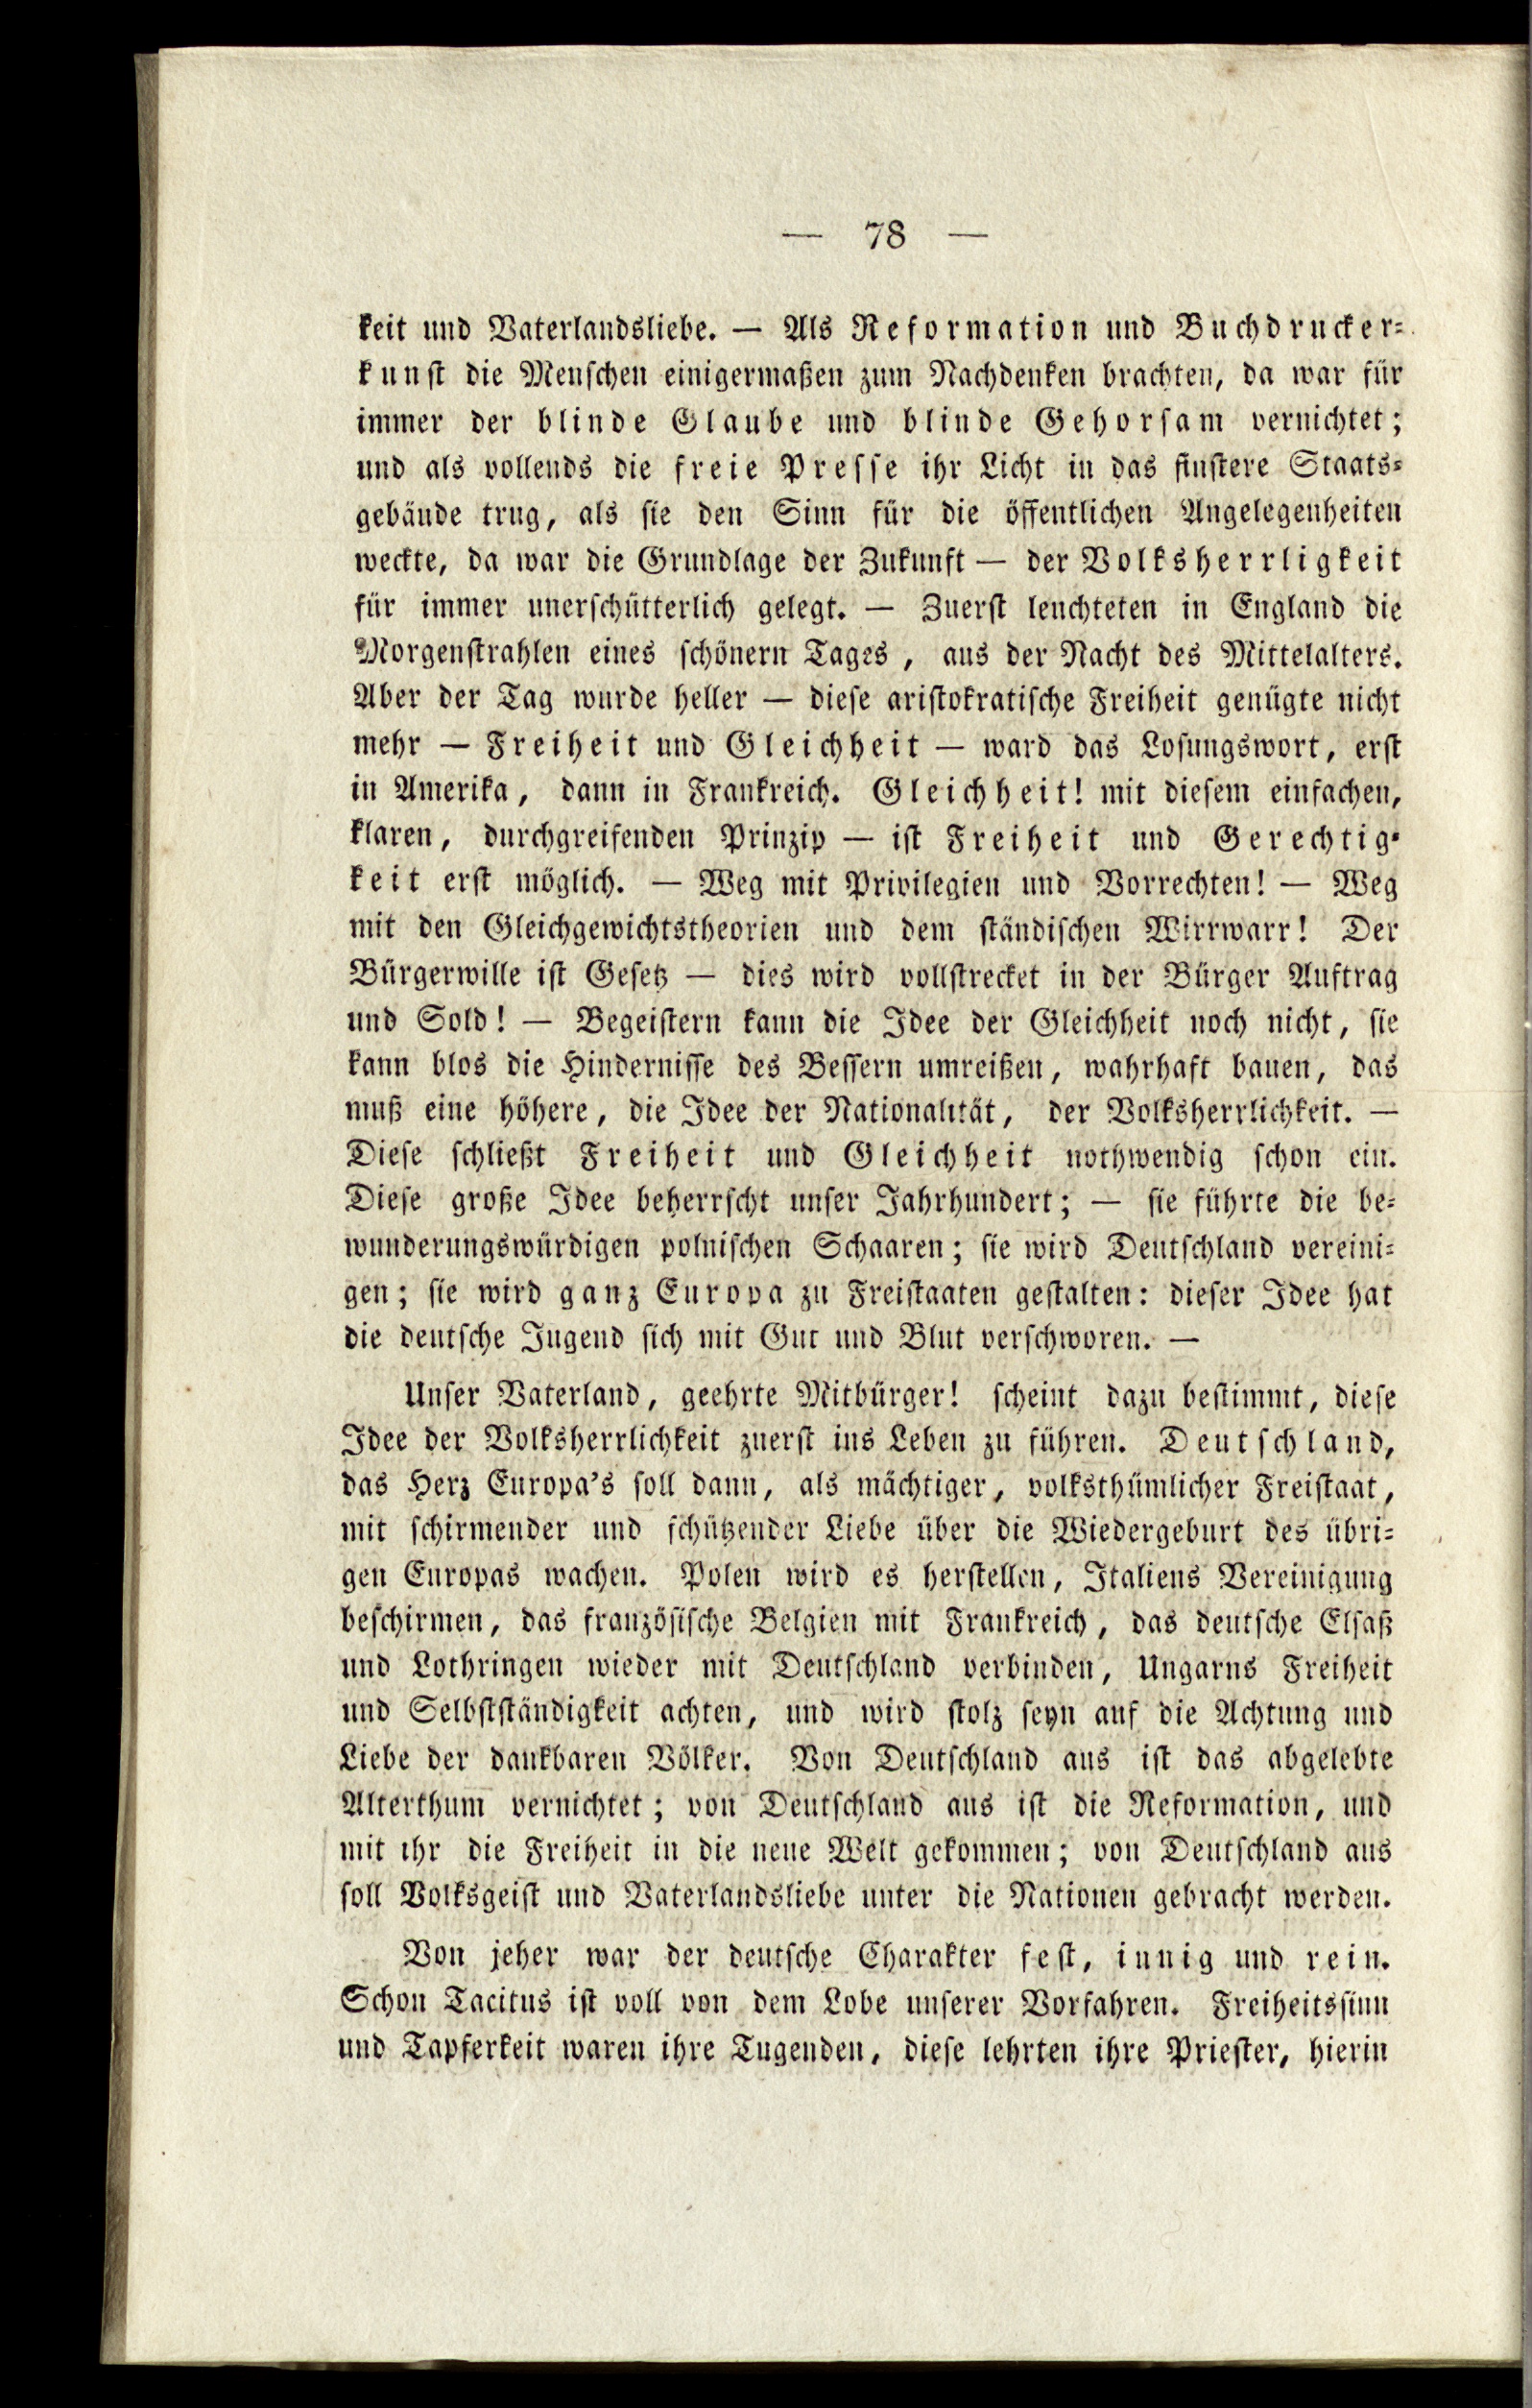 — 78 —
keit und Vaterlandsliebe. — Als Reformation und Buchdrucker-
kunst die Menschen einigermaßen zum Nachdenken brachten, da war für
immer der blinde Glaube und blinde Gehorsam vernichtet;
und als vollends die freie Presse ihr Licht in das finstere Staats-
gebäude trug, als sie den Sinn für die öffentlichen Angelegenheiten
weckte, da war die Grundlage der Zukunft — der Volksherrligkeit
für immer unerschütterlich gelegt. — Zuerst leuchteten in England die
Morgenstrahlen eines schönern Tages, aus der Nacht des Mittelalters.
Aber der Tag wurde heller — diese aristokratische Freiheit genügte nicht
mehr — Freiheit und Gleichheit — ward das Losungswort, erst
in Amerika, dann in Frankreich. Gleichheit! mit diesem einfachen,
klaren, durchgreifenden Prinzip — ist Freiheit und Gerechtig-
keit erst möglich. — Weg mit Privilegien und Vorrechten! — Weg
mit den Gleichgewichtstheorien und dem ständischen Wirrwarr! Der
Bürgerwille ist Gesetz — dies wird vollstrecket in der Bürger Auftrag
und Sold! — Begeistern kann die Idee der Gleichheit noch nicht, sie
kann blos die Hindernisse des Bessern umreißen, wahrhaft bauen, das
muß eine höhere, die Idee der Nationalität, der Volksherrlichkeit. —
Diese schließt Freiheit und Gleichheit nothwendig schon ein.
Diese große Idee beherrscht unser Jahrhundert; — sie führte die be-
wunderungswürdigen polnischen Schaaren; sie wird Deutschland vereini-
gen; sie wird ganz Europa zu Freistaaten gestalten: dieser Idee hat
die deutsche Jugend sich mit Gut und Blut verschworen. —
Unser Vaterland, geehrte Mitbürger! scheint dazu bestimmt, diese
Idee der Volksherrlichkeit zuerst ins Leben zu führen. Deutschland,
das Herz Europa's soll dann, als mächtiger, volksthümlicher Freistaat,
mit schirmender und schützender Liebe über die Wiedergeburt des übri-
gen Europas wachen. Polen wird es herstellen, Italiens Vereinigung
beschirmen, das französische Belgien mit Frankreich, das deutsche Elsaß
und Lothringen wieder mit Deutschland verbinden, Ungarns Freiheit
und Selbstständigkeit achten, und wird stolz seyn auf die Achtung und
Liebe der dankbaren Völker. Von Deutschland aus ist das abgelebte
Alterthum vernichtet; von Deutschland aus ist die Reformation, und
mit ihr die Freiheit in die neue Welt gekommen; von Deutschland aus
soll Volksgeist und Vaterlandsliebe unter die Nationen gebracht werden.
Von jeher war der deutsche Charakter fest, innig und rein.
Schon Tacitus ist voll von dem Lobe unserer Vorfahren. Freiheitssinn
und Tapferkeit waren ihre Tugenden, diese lehrten ihre Priester, hierin